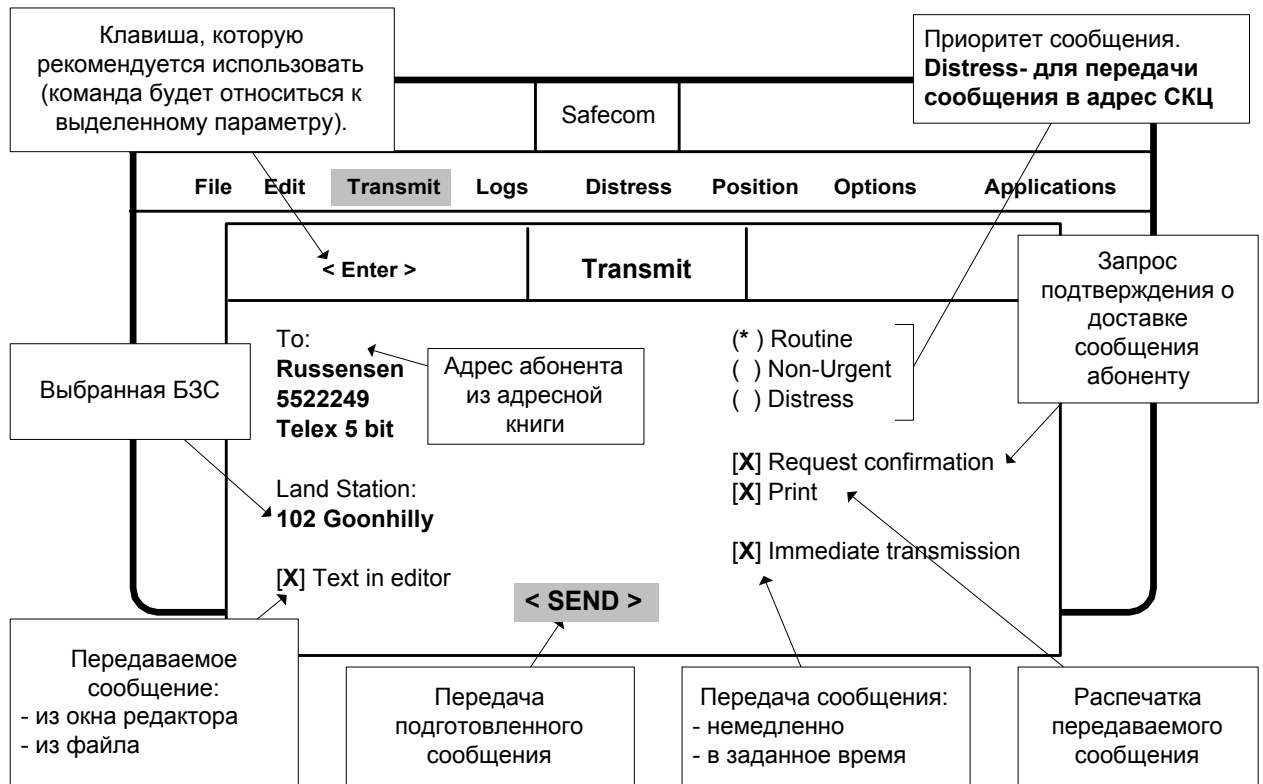 Клавиша, которую
рекомендуется использовать
(команда будет относиться к
выделенному параметру).
Safecom
Приоритет сообщения.
Distress- для передачи
сообщения в адрес СКЦ
File Edit Transmit Logs Distress Position Options Applications
< Enter >
Transmit
Запрос
подтверждения о
доставке
сообщения
абоненту
Выбранная БЗС
To:
Russensen
5522249
Telex 5 bit
Адрес абонента
из адресной
книги
(* ) Routine
( ) Non-Urgent
( ) Distress
Land Station:
102 Goonhilly
[X] Request confirmation
[X] Print
[X] Immediate transmission
[X] Text in editor
< SEND >
Передаваемое
сообщение:
- из окна редактора
- из файла
Передача
подготовленного
сообщения
Передача сообщения:
- немедленно
- в заданное время
Распечатка
передаваемого
сообщения